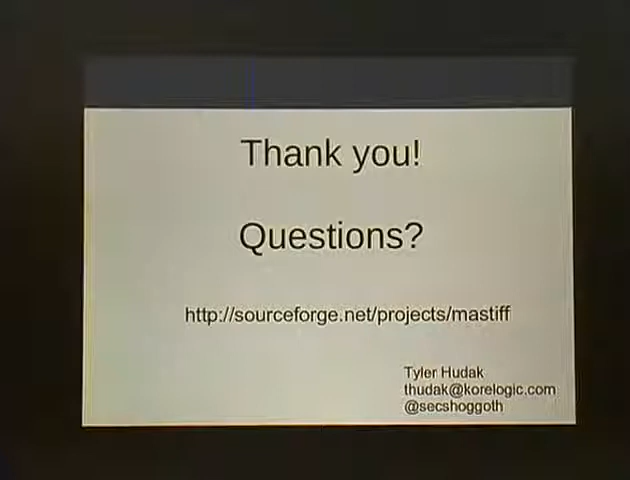 Thank you!
Questions?
http://sourceforge.net/projects/mastiff
Tyler Hudak
thudak@korelogic.com
@secshoggoth